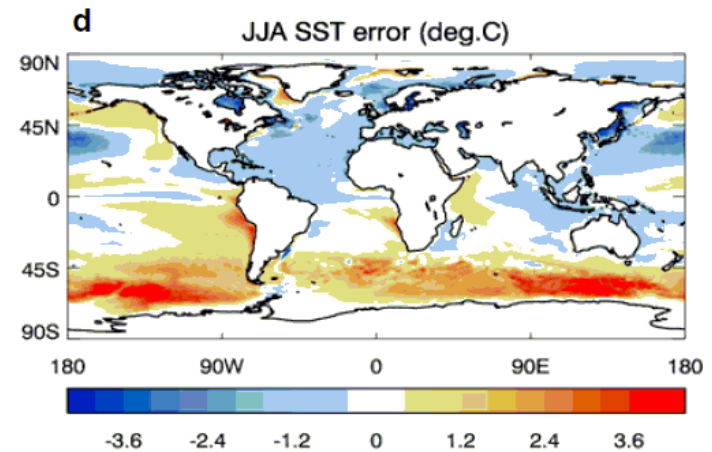 d
JJA SST error (deg.C)
90N
45N
0
45S
90S
180 90W 0 90E 180
-3.6 -2.4 -1.2 0 1.2 2.4 3.6